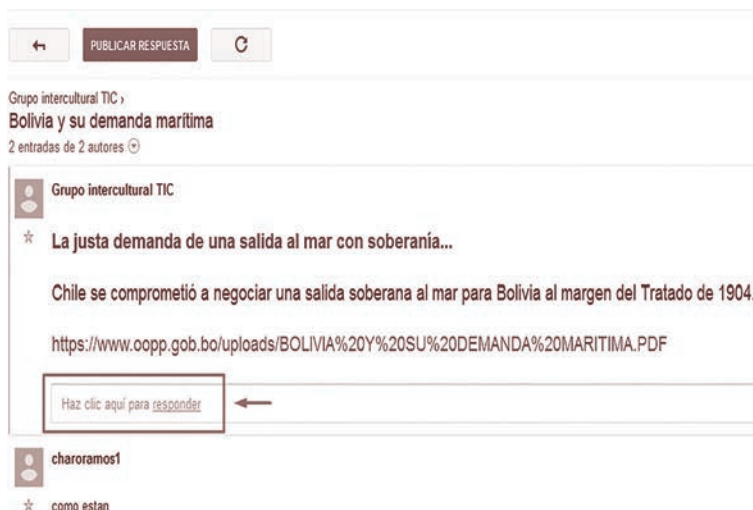 PUBLICAR RESPUESTA
Grupo intercultural TIC ›
Bolivia y su demanda marítima
2 entradas de 2 autores
Grupo intercultural TIC
La justa demanda de una salida al mar con soberanía...
Chile se comprometió a negociar una salida soberana al mar para Bolivia al margen del Tratado de 1904.
https://www.oopp.gob.bo/uploads/BOLIVIA%20Y%20SU%20DEMANDA%20MARITIMA.PDF
Haz clic aquí para responder
charoramos1
como estan